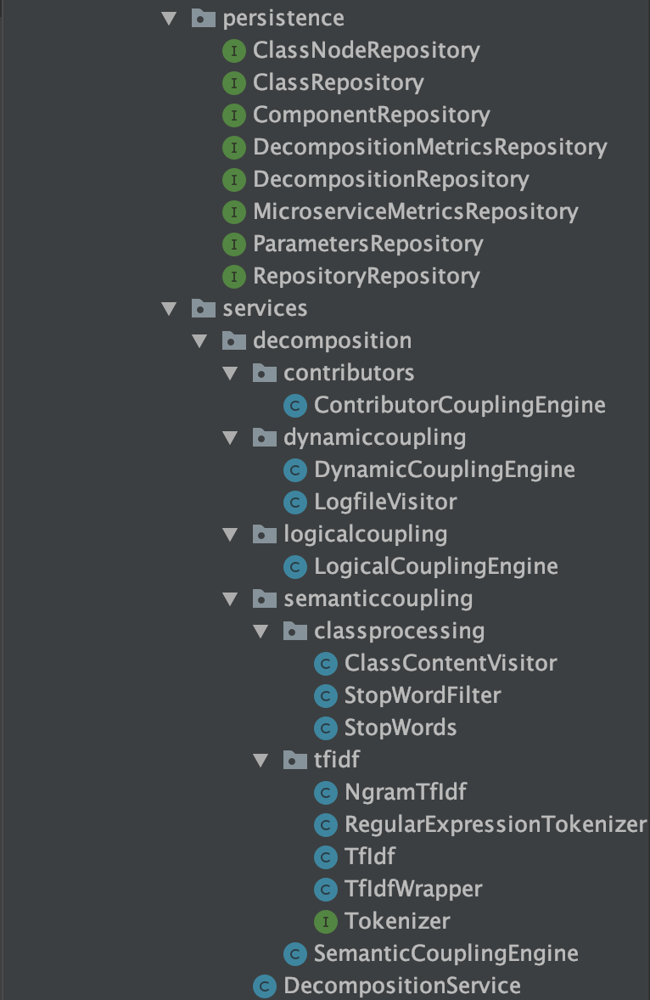 persistence
I ClassNodeRepository
I ClassRepository
I ComponentRepository
I DecompositionMetricsRepository
I DecompositionRepository
I MicroserviceMetricsRepository
I ParametersRepository
I RepositoryRepository
services
decomposition
contributors
C ContributorCouplingEngine
dynamiccoupling
C DynamicCouplingEngine
C LogfileVisitor
logicalcoupling
C LogicalCouplingEngine
semanticcoupling
classprocessing
C ClassContentVisitor
C StopWordFilter
C StopWords
tfidf
C NgramTfIdf
C RegularExpressionTokenizer
C TfIdf
C TfIdfWrapper
I Tokenizer
C SemanticCouplingEngine
C DecompositionService